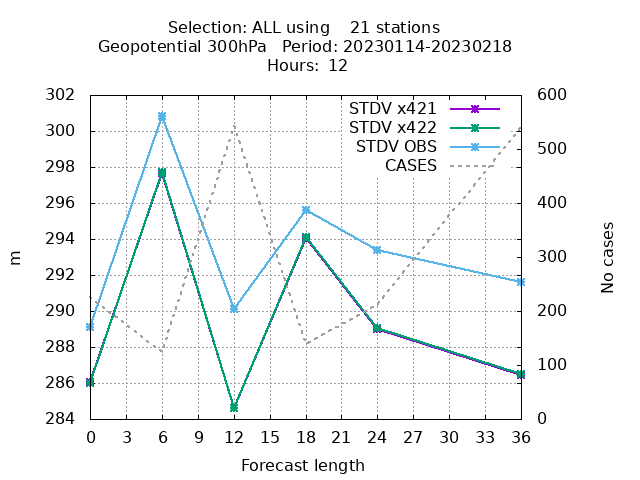 Selection: ALL using    21 stations
Geopotential 300hPa   Period: 20230114-20230218
Hours:  12
302
300
298
296
294
292
290
288
286
284
m
STDV x421
STDV x422
STDV OBS
CASES
600
500
400
300
200
100
0
No cases
0 3 6 9 12 15 18 21 24 27 30 33 36
Forecast length